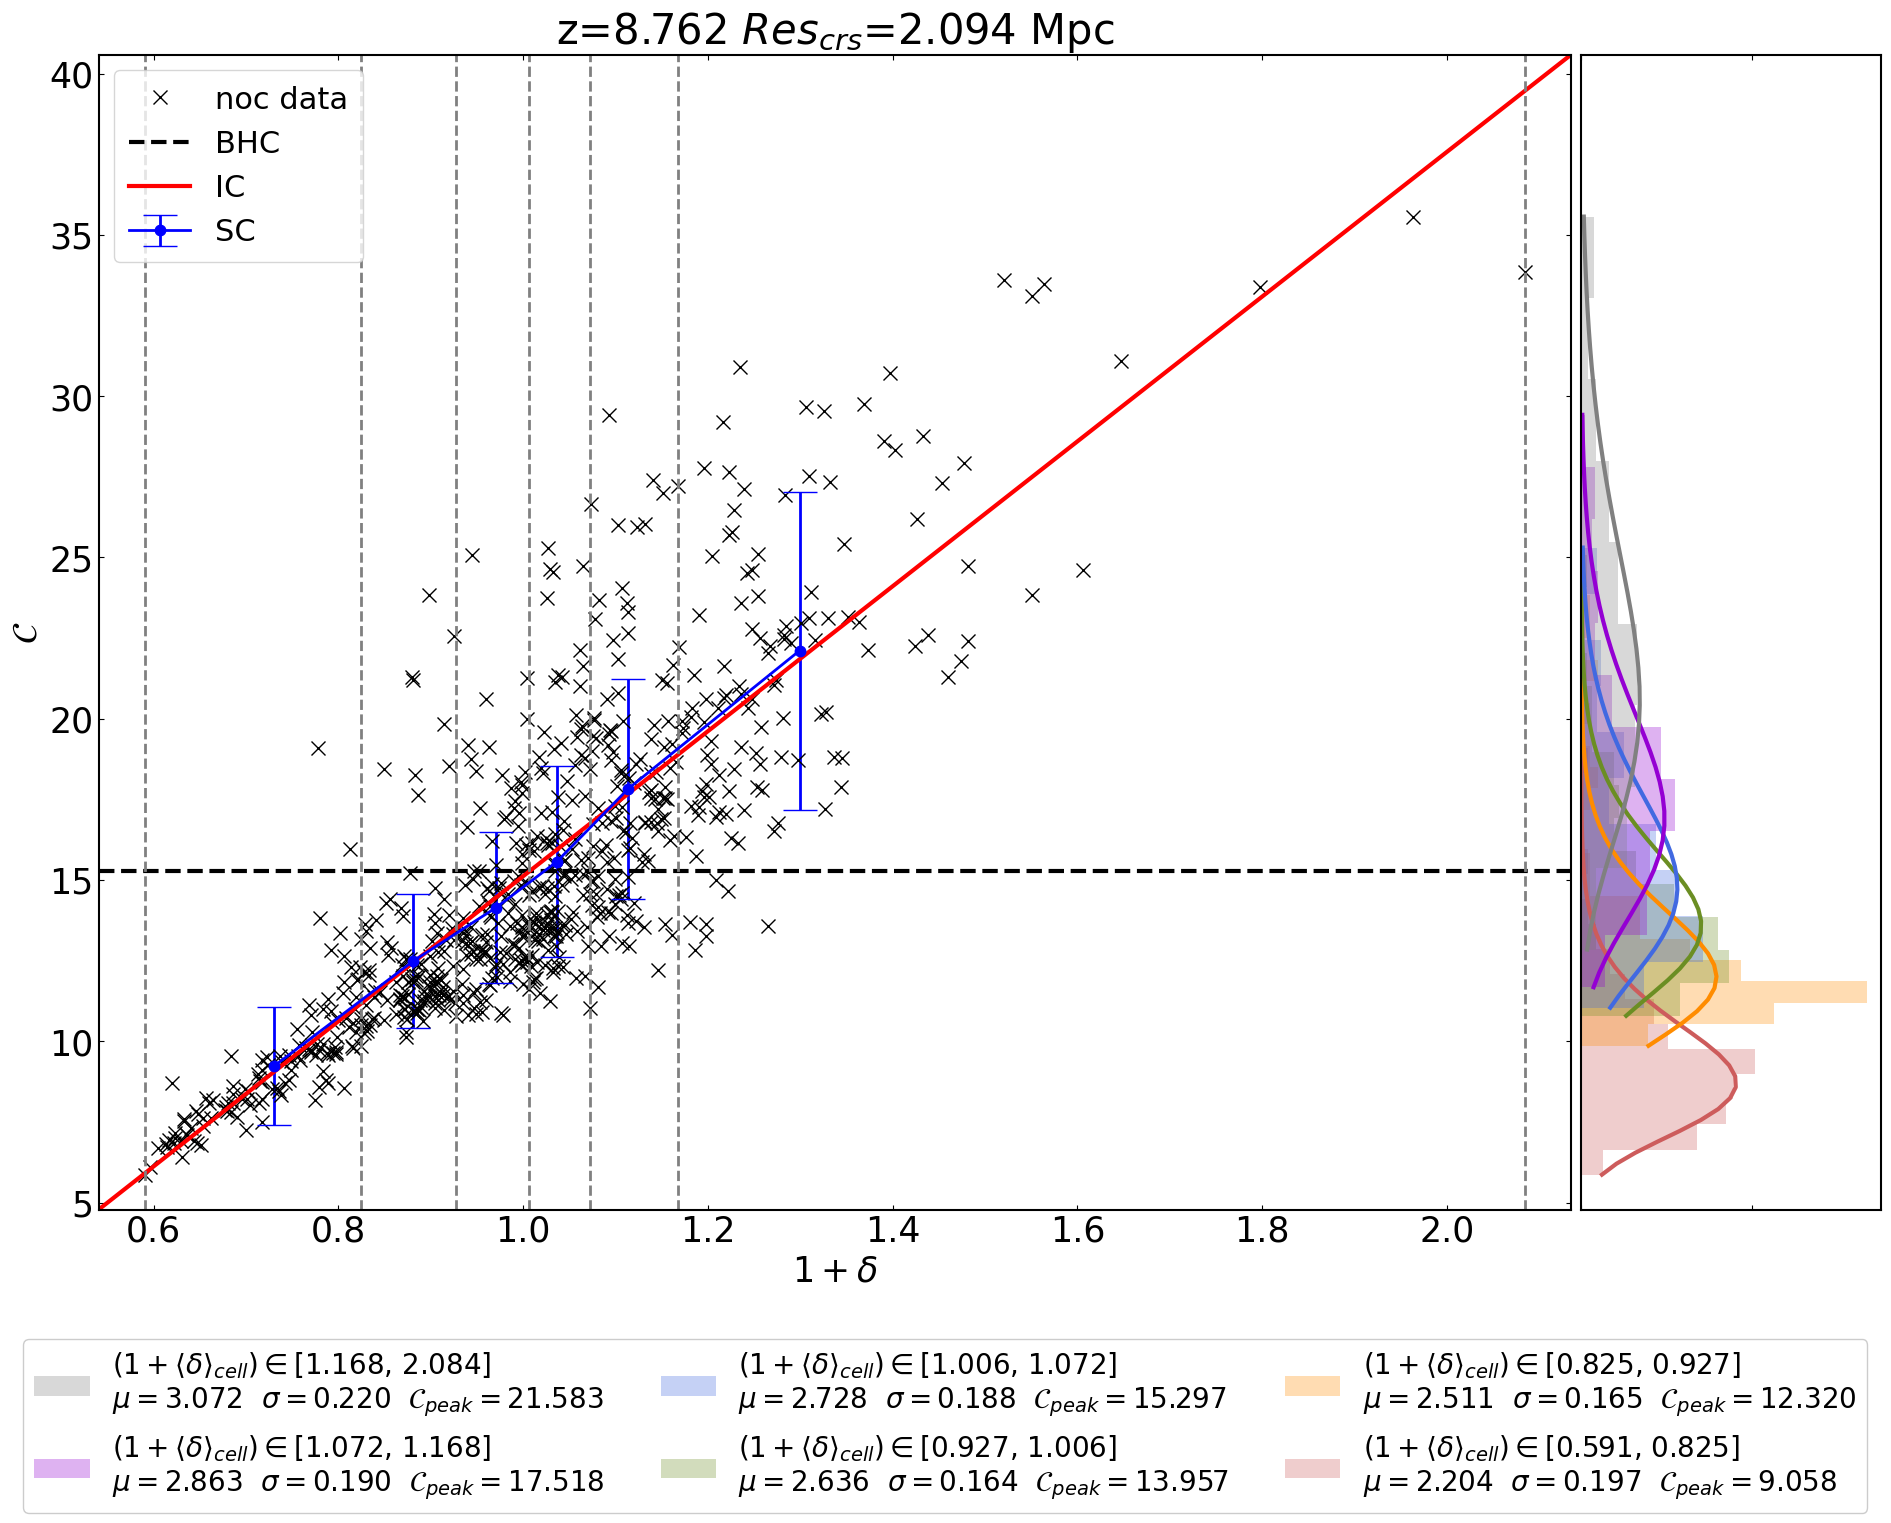 z=8.762 Res_crs=2.094 Mpc
40
35
30
25
20
15
10
5
𝒞
noc data
BHC
IC
SC
0.6 0.8 1.0 1.2 1.4 1.6 1.8 2.0
1 + δ
(1 + ⟨δ⟩_cell) ∈ [1.168, 2.084]
μ = 3.072 σ = 0.220 𝒞_peak = 21.583
(1 + ⟨δ⟩_cell) ∈ [1.072, 1.168]
μ = 2.863 σ = 0.190 𝒞_peak = 17.518
(1 + ⟨δ⟩_cell) ∈ [1.006, 1.072]
μ = 2.728 σ = 0.188 𝒞_peak = 15.297
(1 + ⟨δ⟩_cell) ∈ [0.927, 1.006]
μ = 2.636 σ = 0.164 𝒞_peak = 13.957
(1 + ⟨δ⟩_cell) ∈ [0.825, 0.927]
μ = 2.511 σ = 0.165 𝒞_peak = 12.320
(1 + ⟨δ⟩_cell) ∈ [0.591, 0.825]
μ = 2.204 σ = 0.197 𝒞_peak = 9.058